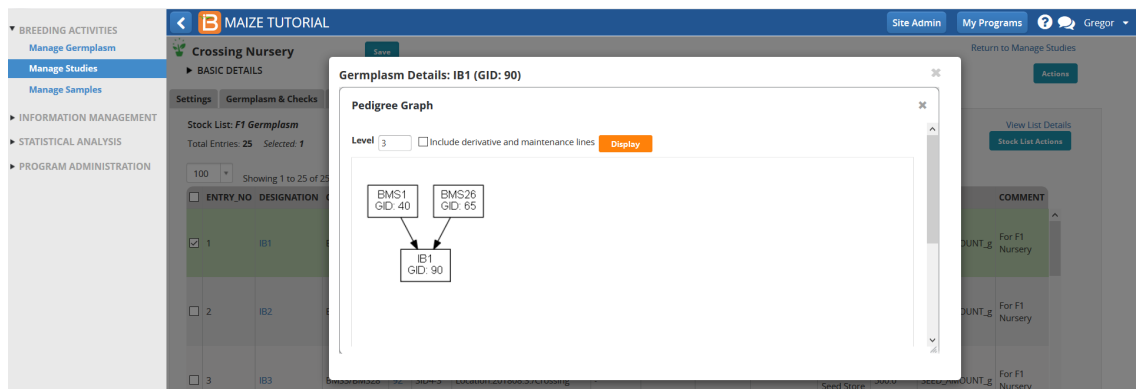 BREEDING ACTIVITIES
Manage Germplasm
Manage Studies
Manage Samples
INFORMATION MANAGEMENT
STATISTICAL ANALYSIS
PROGRAM ADMINISTRATION
MAIZE TUTORIAL
Site Admin
My Programs
Gregor
Crossing Nursery
Save
Return to Manage Studies
BASIC DETAILS
Actions
Settings
Germplasm & Checks
Stock List: F1 Germplasm
View List Details
Total Entries: 25 Selected: 1
Stock List Actions
100
Showing 1 to 25 of 25
ENTRY_NO DESIGNATION
COMMENT
1 IB1
For F1
Nursery
2 IB2
For F1
Nursery
3 IB3
92
Seed Store
500.0
For F1
Nursery
Germplasm Details: IB1 (GID: 90)
Pedigree Graph
Level 3 Include derivative and maintenance lines Display
BMS1
GID: 40
BMS26
GID: 65
IB1
GID: 90